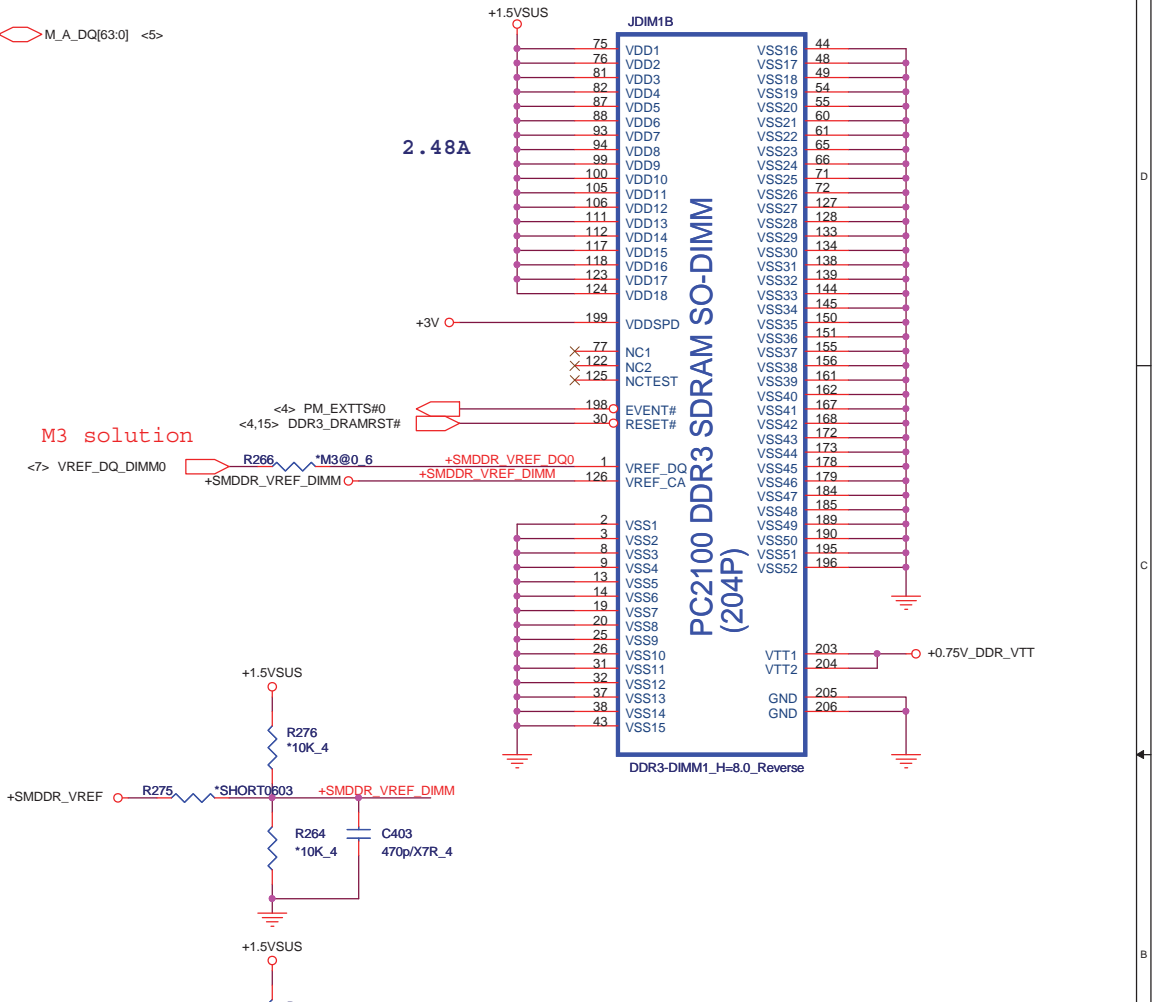 M_A_DQ[63:0] <5>
+1.5VSUS
JDIM1B
75 VDD1
76 VDD2
81 VDD3
82 VDD4
87 VDD5
88 VDD6
93 VDD7
94 VDD8
99 VDD9
100 VDD10
105 VDD11
106 VDD12
111 VDD13
112 VDD14
117 VDD15
118 VDD16
123 VDD17
124 VDD18
2.48A
+3V 199 VDDSPD
77 NC1
122 NC2
125 NCTEST
<4> PM_EXTTS#0 198 EVENT#
<4,15> DDR3_DRAMRST# 30 RESET#
M3 solution
<7> VREF_DQ_DIMM0 R266 *M3@0_6 +SMDDR_VREF_DQ0 1 VREF_DQ
+SMDDR_VREF_DIMM +SMDDR_VREF_DIMM 126 VREF_CA
2 VSS1
3 VSS2
8 VSS3
9 VSS4
13 VSS5
14 VSS6
19 VSS7
20 VSS8
25 VSS9
26 VSS10
31 VSS11
32 VSS12
37 VSS13
38 VSS14
43 VSS15
PC2100 DDR3 SDRAM SO-DIMM
(204P)
VSS16 44
VSS17 48
VSS18 49
VSS19 54
VSS20 55
VSS21 60
VSS22 61
VSS23 65
VSS24 66
VSS25 71
VSS26 72
VSS27 127
VSS28 128
VSS29 133
VSS30 134
VSS31 138
VSS32 139
VSS33 144
VSS34 145
VSS35 150
VSS36 151
VSS37 155
VSS38 156
VSS39 161
VSS40 162
VSS41 167
VSS42 168
VSS43 172
VSS44 173
VSS45 178
VSS46 179
VSS47 184
VSS48 185
VSS49 189
VSS50 190
VSS51 195
VSS52 196
VTT1 203 +0.75V_DDR_VTT
VTT2 204
GND 205
GND 206
DDR3-DIMM1_H=8.0_Reverse
+1.5VSUS
R276
*10K_4
+SMDDR_VREF R275 *SHORT0603 +SMDDR_VREF_DIMM
R264
*10K_4
C403
470p/X7R_4
+1.5VSUS
D
C
B